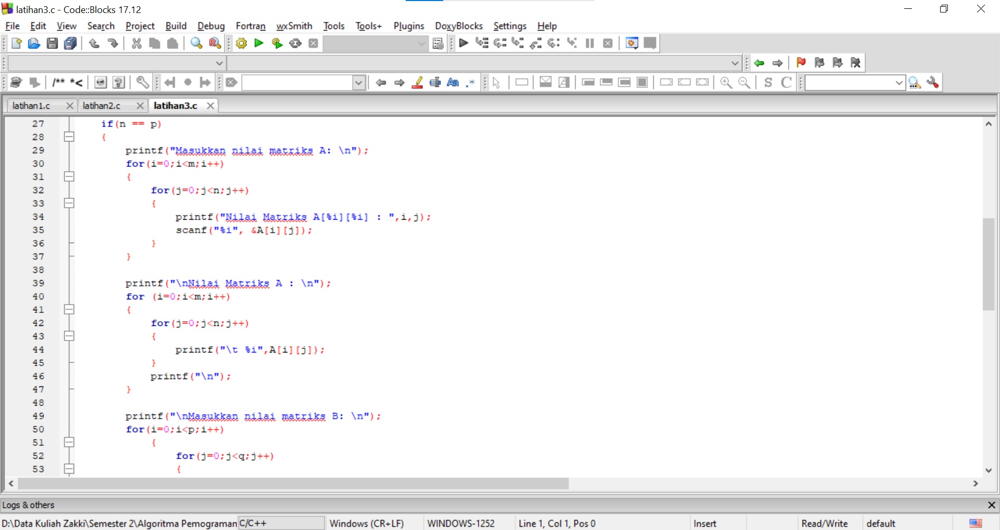 latihan3.c - Code::Blocks 17.12
File Edit View Search Project Build Debug Fortran wxSmith Tools Tools+ Plugins DoxyBlocks Settings Help
/** *< Aa .* S C
latihan1.c latihan2.c latihan3.c
27 if(n == p)
28 {
29 printf("Masukkan nilai matriks A: \n");
30 for(i=0;i<m;i++)
31 {
32 for(j=0;j<n;j++)
33 {
34 printf("Nilai Matriks A[%i][%i] : ",i,j);
35 scanf("%i", &A[i][j]);
36 }
37 }
38
39 printf("\nNilai Matriks A : \n");
40 for (i=0;i<m;i++)
41 {
42 for(j=0;j<n;j++)
43 {
44 printf("\t %i",A[i][j]);
45 }
46 printf("\n");
47 }
48
49 printf("\nMasukkan nilai matriks B: \n");
50 for(i=0;i<p;i++)
51 {
52 for(j=0;j<q;j++)
53 {
Logs & others
D:\Data Kuliah Zakki\Semester 2\Algoritma Pemograman C/C++ Windows (CR+LF) WINDOWS-1252 Line 1, Col 1, Pos 0 Insert Read/Write default